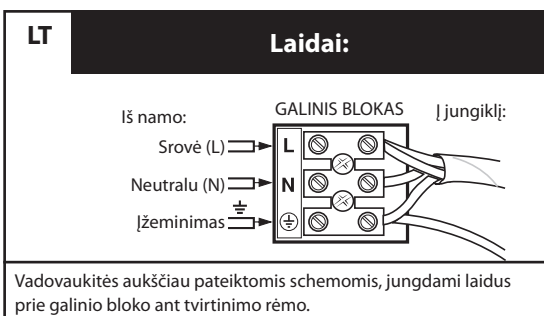 LT
Laidai:
Iš namo:
GALINIS BLOKAS
Į jungiklį:
Srovė (L)
L
Neutralu (N)
N
Įžeminimas
Vadovaukitės aukščiau pateiktomis schemomis, jungdami laidus
prie galinio bloko ant tvirtinimo rėmo.